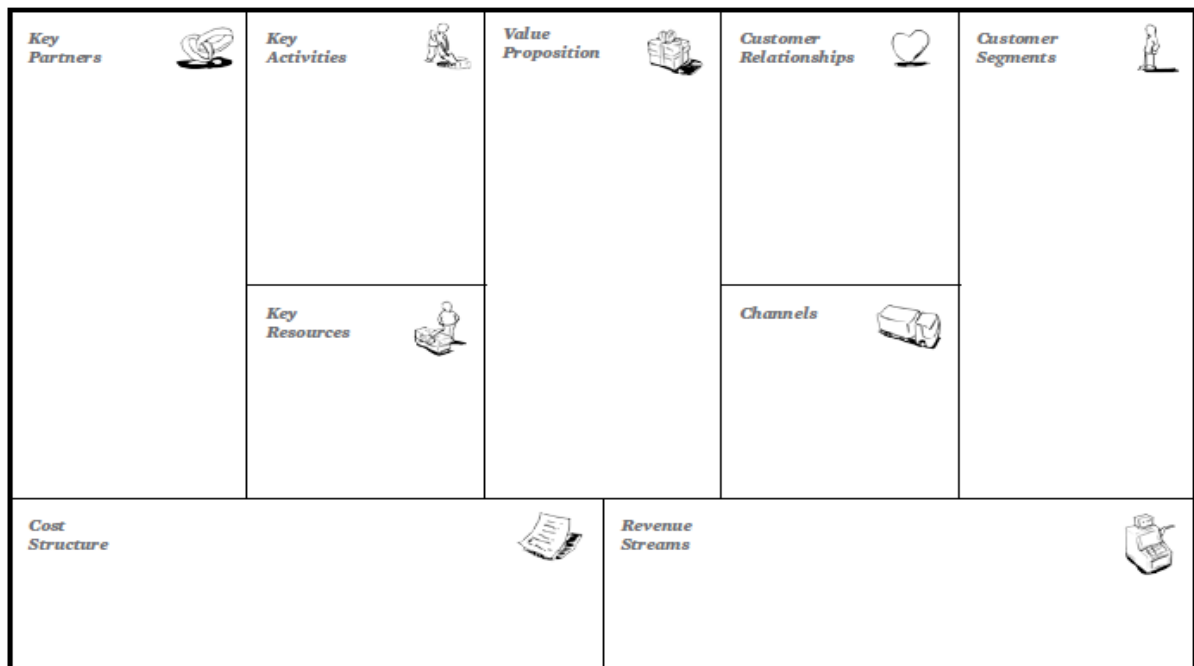 Key
Partners
Key
Activities
Value
Proposition
Customer
Relationships
Customer
Segments
Key
Resources
Channels
Cost
Structure
Revenue
Streams